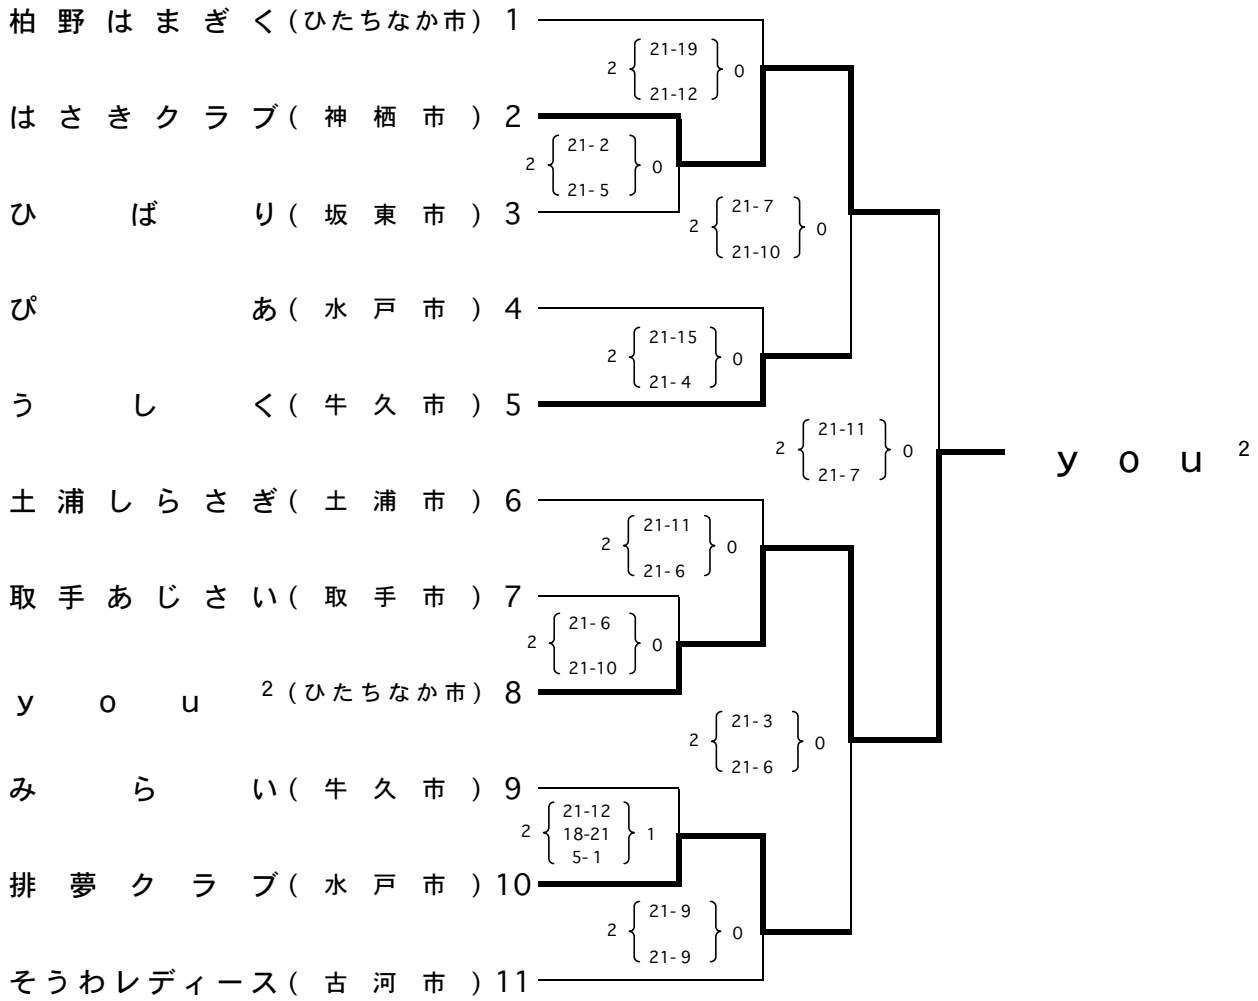 柏野はまぎく(ひたちなか市) 1
21-19
2 0
21-12
はさきクラブ(神栖市) 2
21-2
2 0
21-5
ひばり(坂東市) 3
21-7
2 0
21-10
ぴあ(水戸市) 4
21-15
2 0
21-4
うしく(牛久市) 5
21-11
2 0
21-7
you²
土浦しらさぎ(土浦市) 6
21-11
2 0
21-6
取手あじさい(取手市) 7
21-6
2 0
21-10
you²(ひたちなか市) 8
21-3
2 0
21-6
みらい(牛久市) 9
21-12
2 18-21 1
5-1
排夢クラブ(水戸市) 10
21-9
2 0
21-9
そうわレディース(古河市) 11